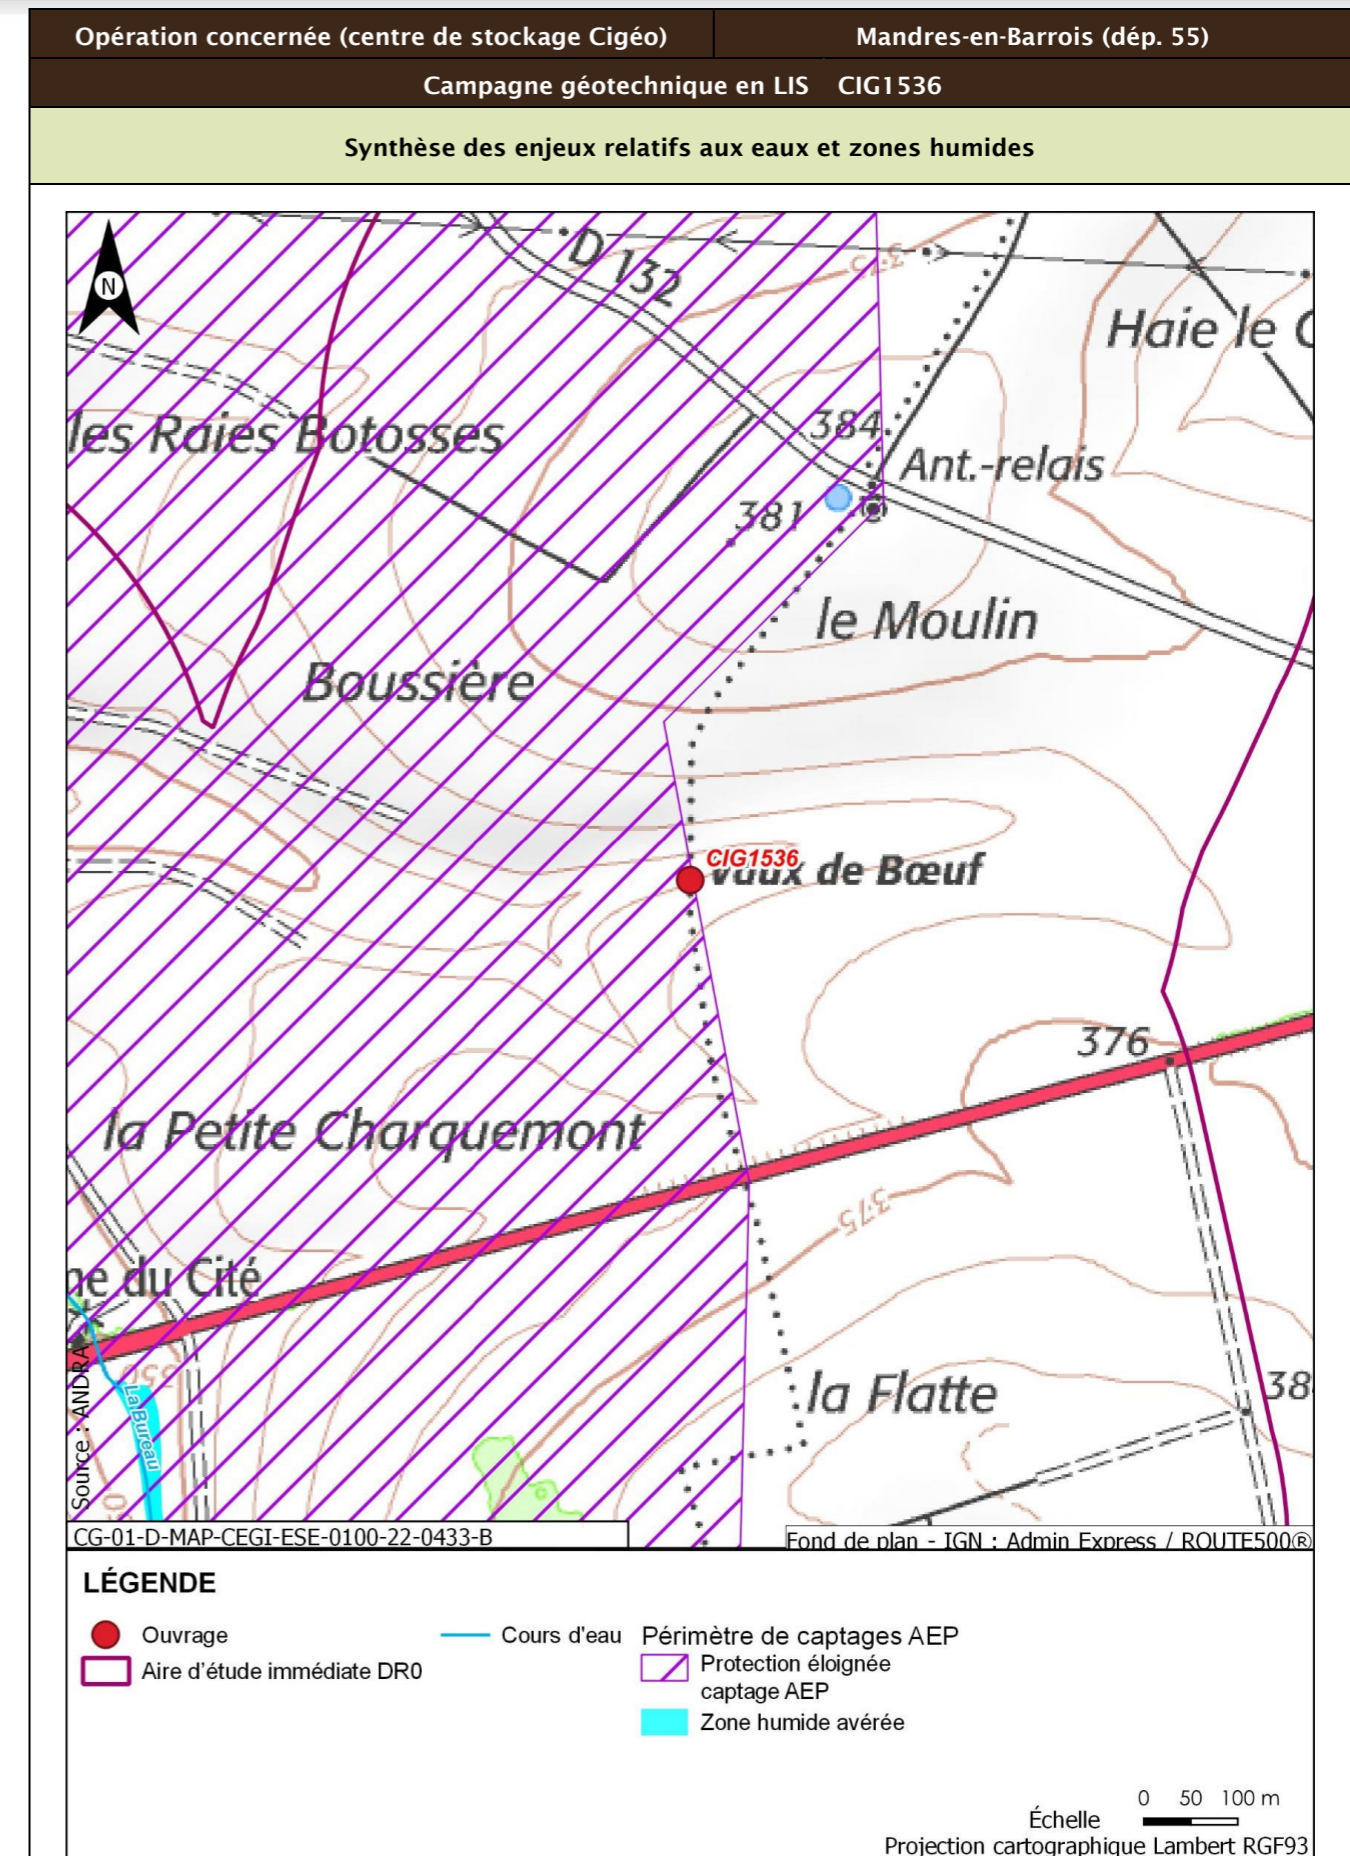 Opération concernée (centre de stockage Cigéo)
Mandres-en-Barrois (dép. 55)
Campagne géotechnique en LIS CIG1536
Synthèse des enjeux relatifs aux eaux et zones humides
N
D 132
375
Haie le
les Raies Botosses
384
Ant.-relais
381
le Moulin
Boussière
CIG1536
Vaux de Bœuf
376
la Petite Charquemont
375
ne du Cité
la Flatte
38
350
La Bureau
Source : ANDRA
CG-01-D-MAP-CEGI-ESE-0100-22-0433-B
Fond de plan - IGN : Admin Express / ROUTE500®
LÉGENDE
Ouvrage
Aire d'étude immédiate DR0
Cours d'eau
Périmètre de captages AEP
Protection éloignée
captage AEP
Zone humide avérée
0 50 100 m
Échelle
Projection cartographique Lambert RGF93